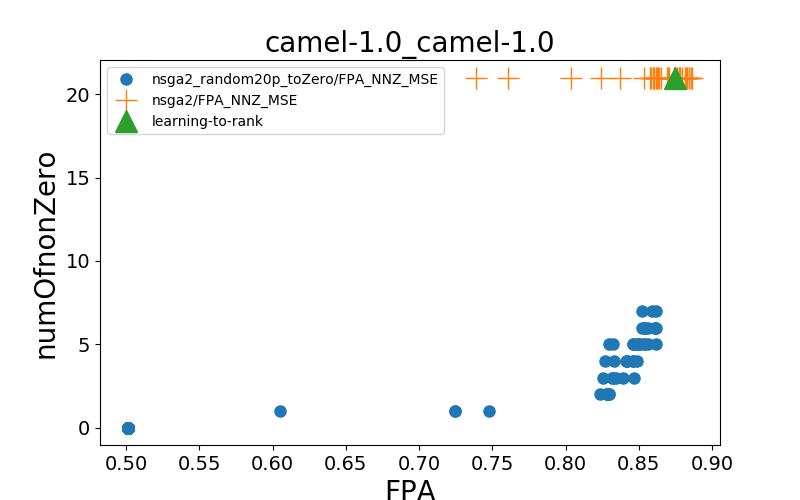 camel-1.0_camel-1.0
nsga2_random20p_toZero/FPA_NNZ_MSE
nsga2/FPA_NNZ_MSE
learning-to-rank
numOfnonZero
20
15
10
5
0
0.50 0.55 0.60 0.65 0.70 0.75 0.80 0.85 0.90
FPA